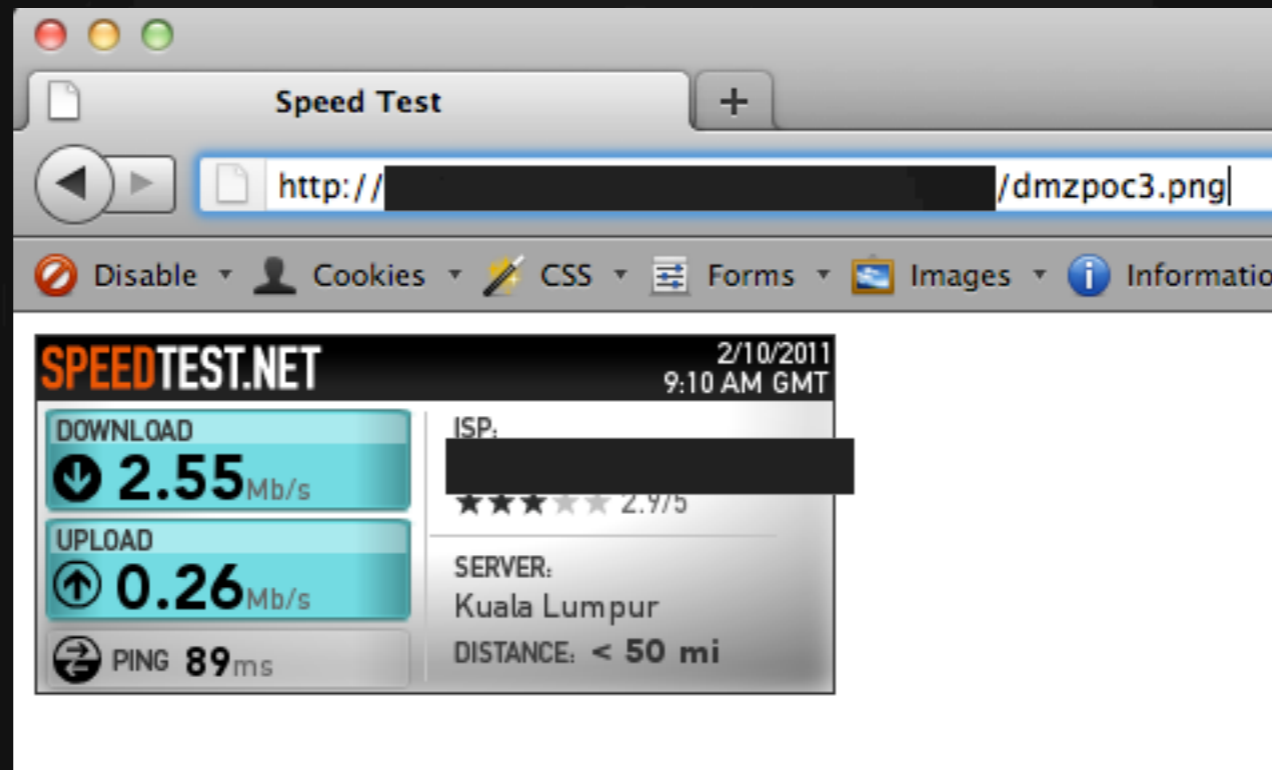 Speed Test
+
http:// /dmzpoc3.png
Disable Cookies CSS Forms Images Informatio
SPEEDTEST.NET
2/10/2011
9:10 AM GMT
DOWNLOAD
2.55Mb/s
UPLOAD
0.26Mb/s
PING 89ms
ISP:
2.9/5
SERVER:
Kuala Lumpur
DISTANCE: < 50 mi